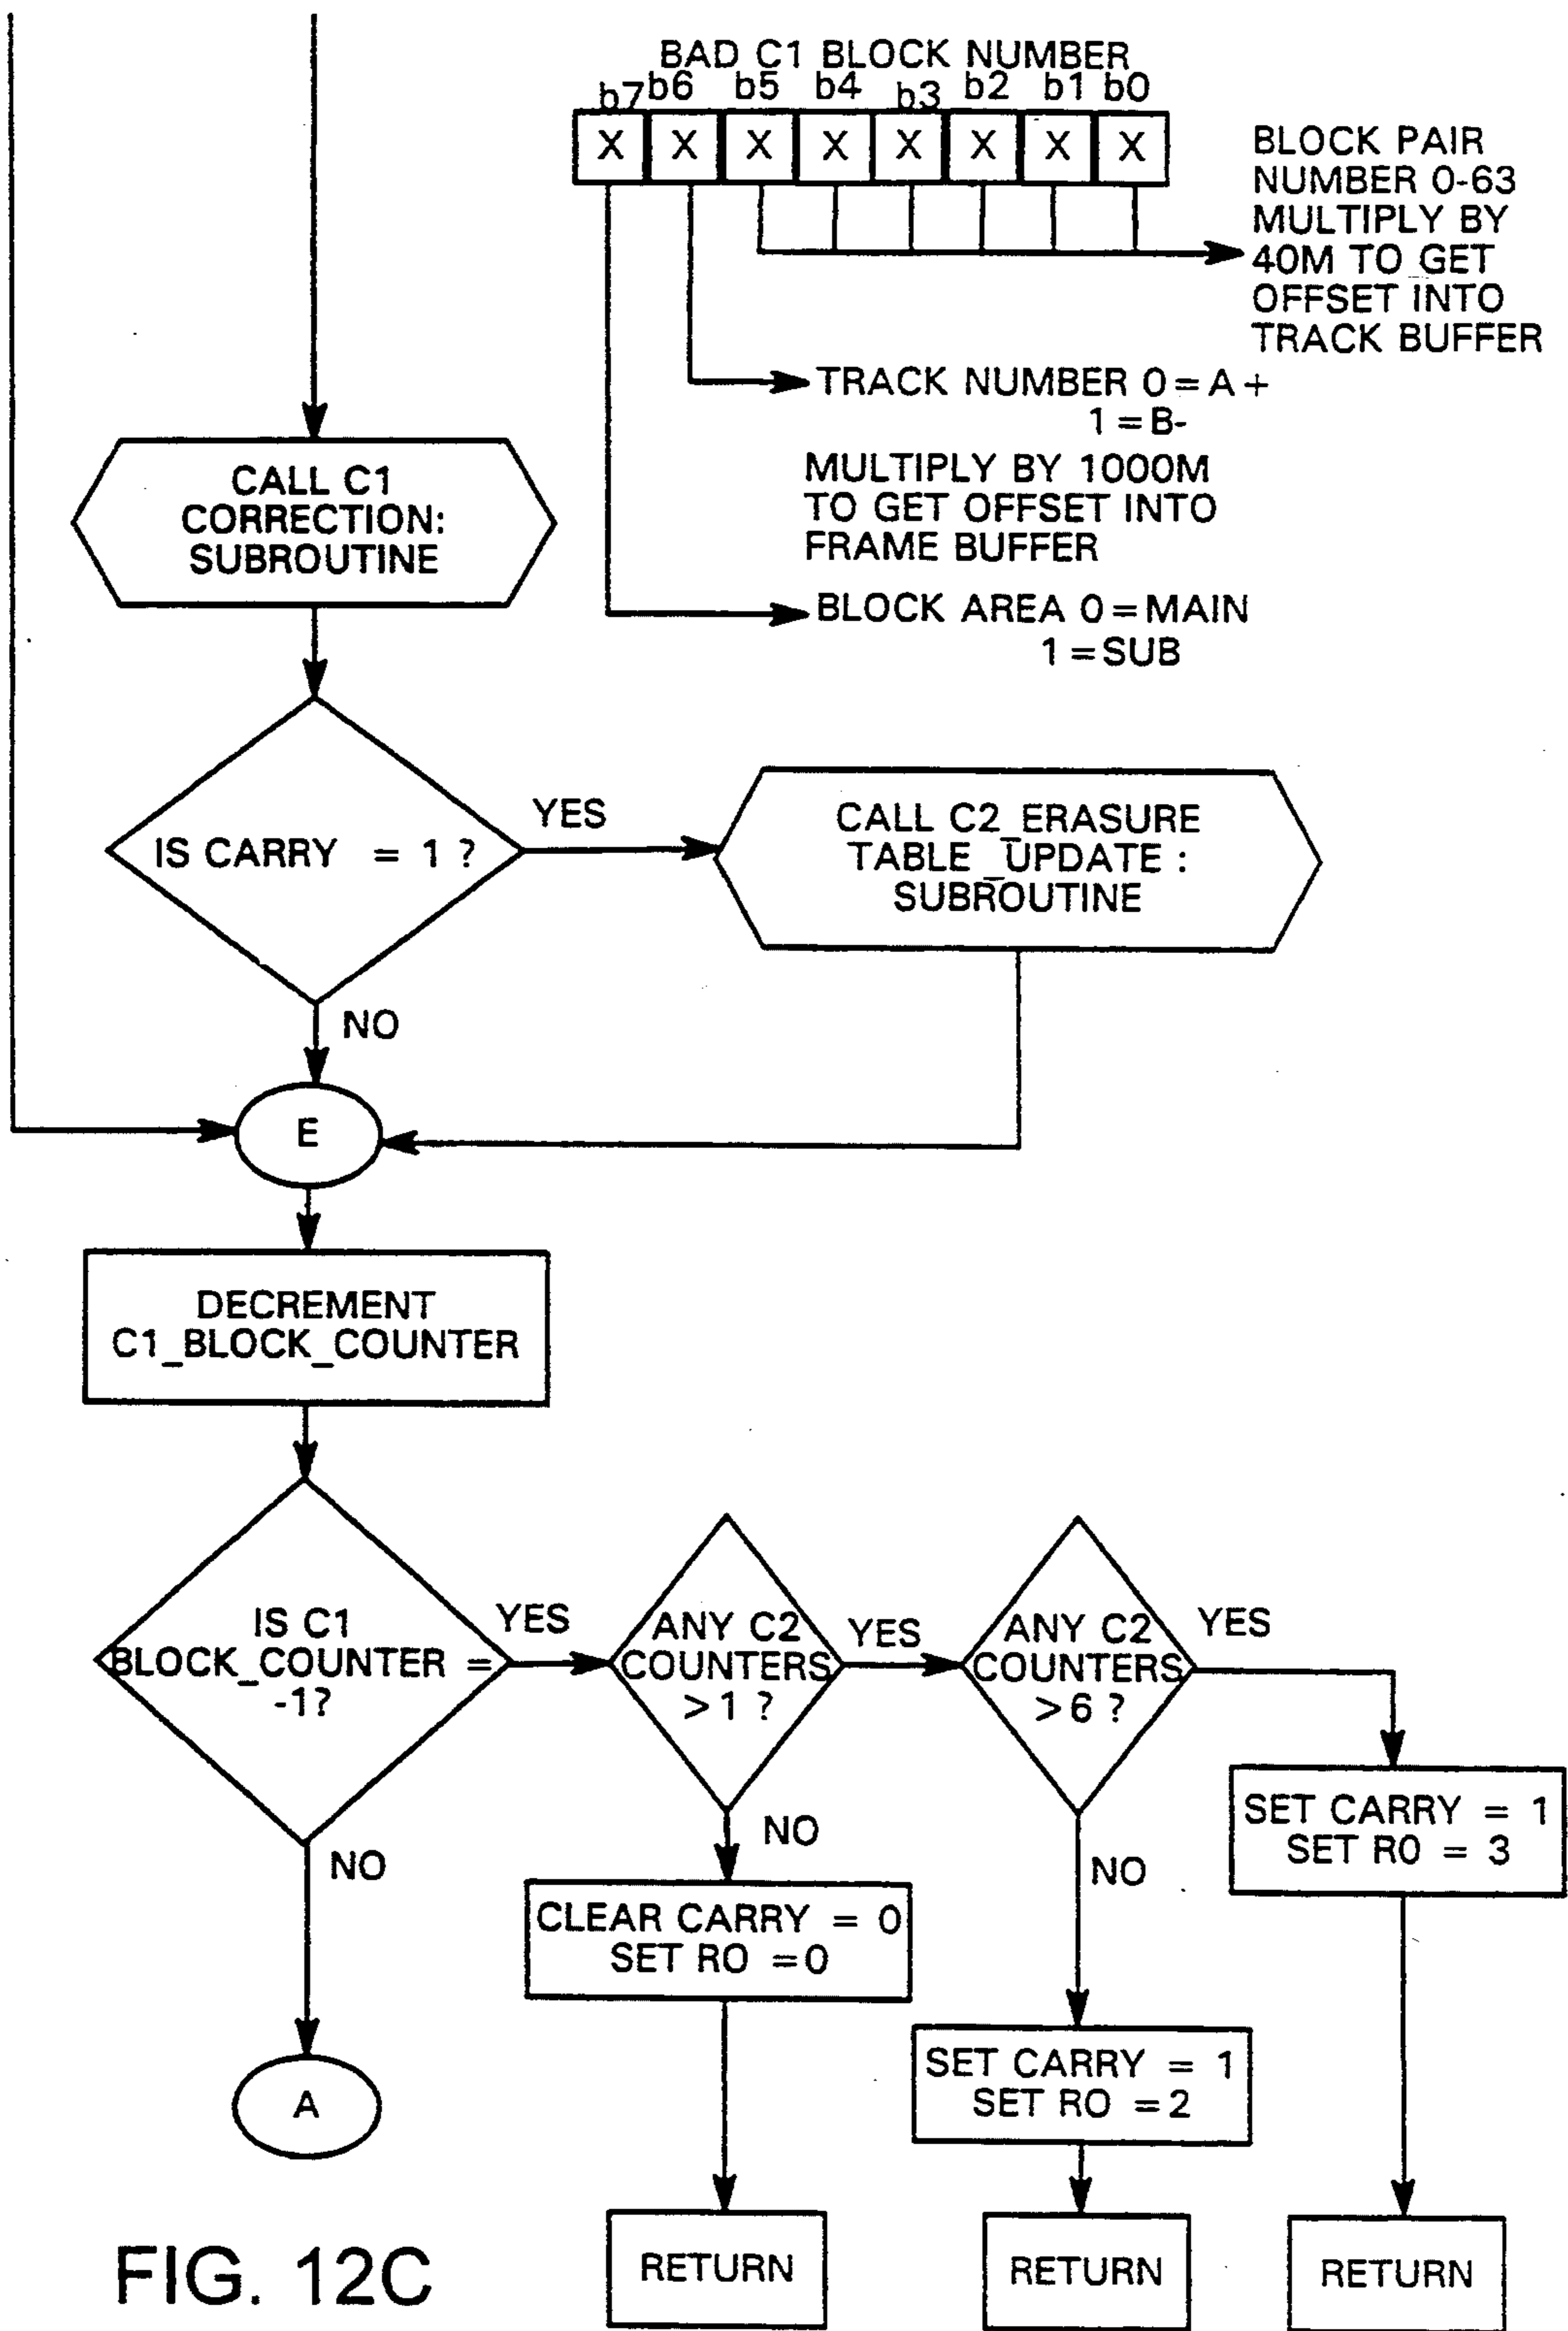 BAD C1 BLOCK NUMBER
b7 b6 b5 b4 b3 b2 b1 b0
X X X X X X X X
BLOCK PAIR
NUMBER 0-63
MULTIPLY BY
40M TO GET
OFFSET INTO
TRACK BUFFER
TRACK NUMBER 0 = A +
1 = B-
MULTIPLY BY 1000M
TO GET OFFSET INTO
FRAME BUFFER
BLOCK AREA 0 = MAIN
1 = SUB
CALL C1
CORRECTION:
SUBROUTINE
IS CARRY = 1 ?
YES
CALL C2_ERASURE
TABLE_UPDATE :
SUBROUTINE
NO
E
DECREMENT
C1_BLOCK_COUNTER
IS C1
BLOCK_COUNTER =
-1?
YES
ANY C2
COUNTERS
> 1 ?
YES
ANY C2
COUNTERS
> 6 ?
YES
NO
NO
NO
SET CARRY = 1
SET RO = 3
CLEAR CARRY = 0
SET RO = 0
SET CARRY = 1
SET RO = 2
A
RETURN
RETURN
RETURN
FIG. 12C